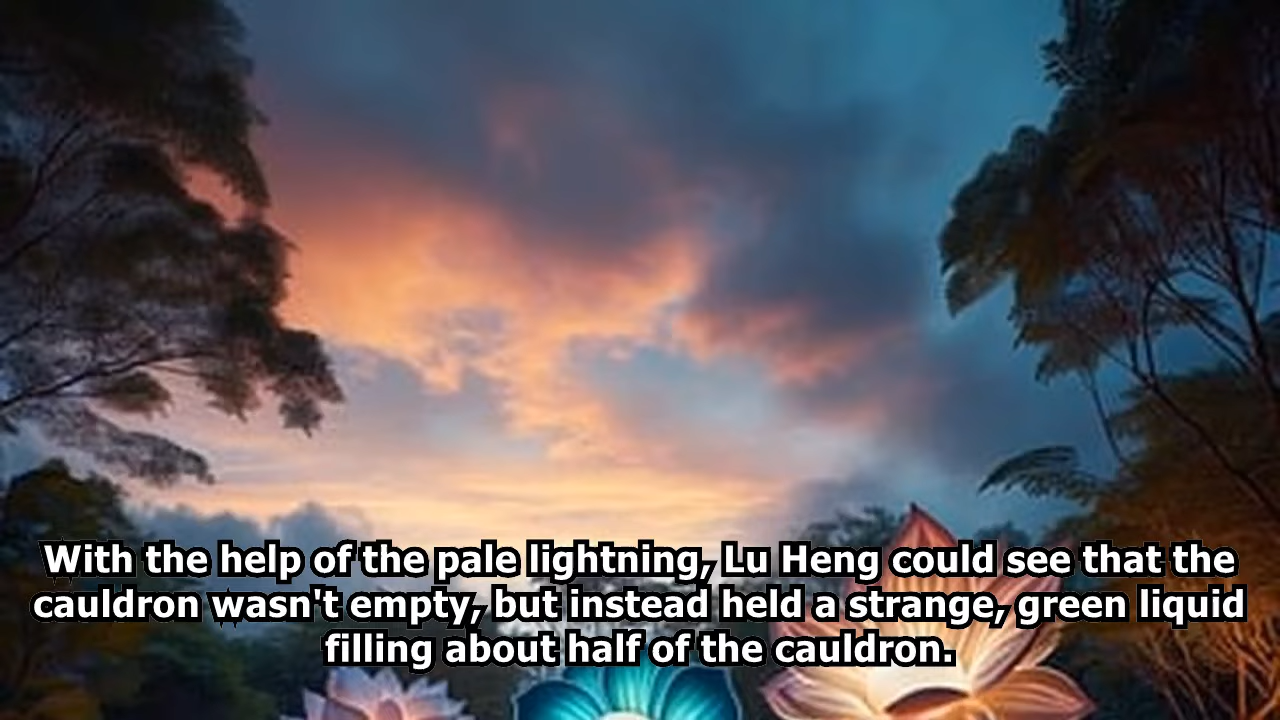 With the help of the pale lightning, Lu Heng could see that the
cauldron wasn't empty, but instead held a strange, green liquid
filling about half of the cauldron.